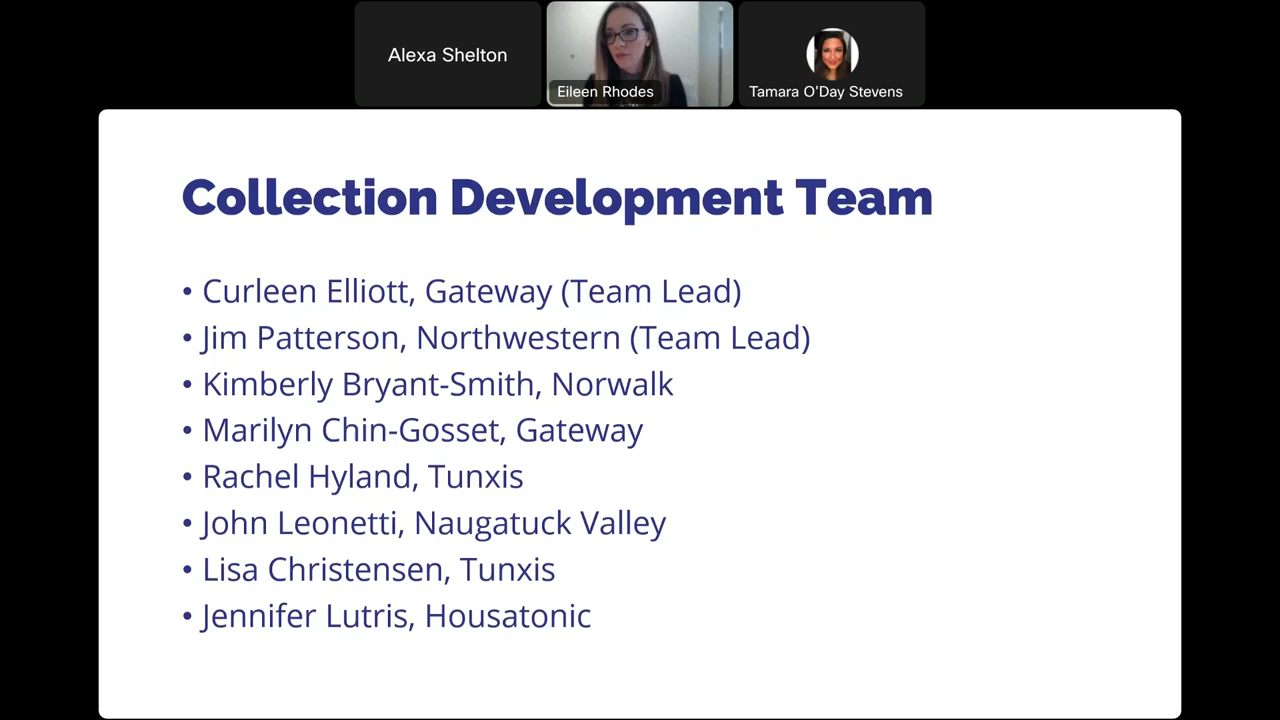 Alexa Shelton
Eileen Rhodes
Tamara O'Day Stevens
Collection Development Team
• Curleen Elliott, Gateway (Team Lead)
• Jim Patterson, Northwestern (Team Lead)
• Kimberly Bryant-Smith, Norwalk
• Marilyn Chin-Gosset, Gateway
• Rachel Hyland, Tunxis
• John Leonetti, Naugatuck Valley
• Lisa Christensen, Tunxis
• Jennifer Lutris, Housatonic